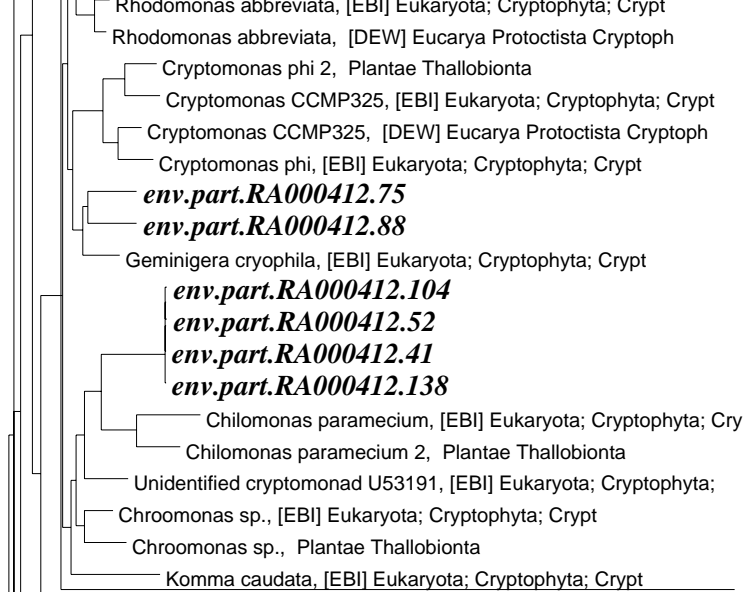 Rhodomonas abbreviata, [EBI] Eukaryota; Cryptophyta; Crypt
Rhodomonas abbreviata, [DEW] Eucarya Protoctista Cryptoph
Cryptomonas phi 2, Plantae Thallobionta
Cryptomonas CCMP325, [EBI] Eukaryota; Cryptophyta; Crypt
Cryptomonas CCMP325, [DEW] Eucarya Protoctista Cryptoph
Cryptomonas phi, [EBI] Eukaryota; Cryptophyta; Crypt
env.part.RA000412.75
env.part.RA000412.88
Geminigera cryophila, [EBI] Eukaryota; Cryptophyta; Crypt
env.part.RA000412.104
env.part.RA000412.52
env.part.RA000412.41
env.part.RA000412.138
Chilomonas paramecium, [EBI] Eukaryota; Cryptophyta; Cry
Chilomonas paramecium 2, Plantae Thallobionta
Unidentified cryptomonad U53191, [EBI] Eukaryota; Cryptophyta;
Chroomonas sp., [EBI] Eukaryota; Cryptophyta; Crypt
Chroomonas sp., Plantae Thallobionta
Komma caudata, [EBI] Eukaryota; Cryptophyta; Crypt